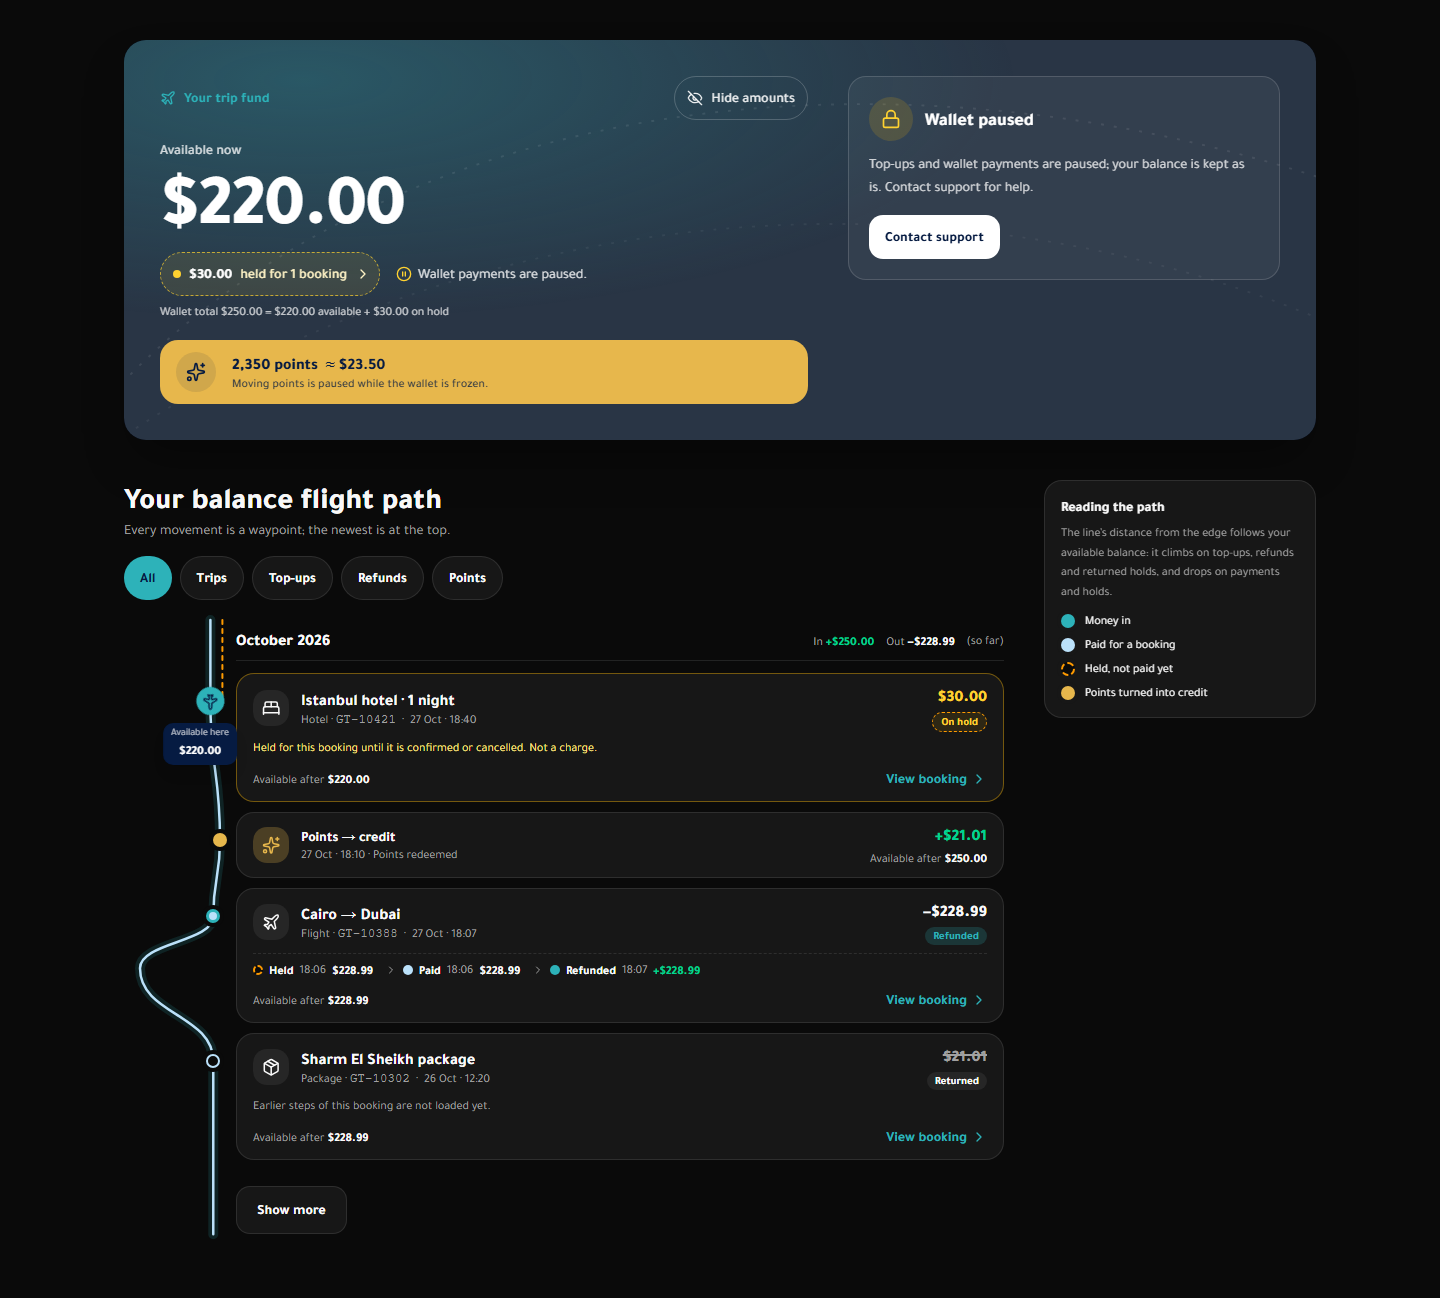 Your trip fund
Hide amounts
Available now
$220.00
$30.00 held for 1 booking
Wallet payments are paused.
Wallet total $250.00 = $220.00 available + $30.00 on hold
2,350 points ≈ $23.50
Moving points is paused while the wallet is frozen.
Wallet paused
Top-ups and wallet payments are paused; your balance is kept as
is. Contact support for help.
Contact support
Your balance flight path
Every movement is a waypoint; the newest is at the top.
All
Trips
Top-ups
Refunds
Points
October 2026
In +$250.00 Out −$228.99 (so far)
Available here
$220.00
Istanbul hotel · 1 night
$30.00
Hotel · GT-10421 · 27 Oct · 18:40
On hold
Held for this booking until it is confirmed or cancelled. Not a charge.
Available after $220.00
View booking
Points → credit
+$21.01
27 Oct · 18:10 · Points redeemed
Available after $250.00
Cairo → Dubai
−$228.99
Flight · GT-10388 · 27 Oct · 18:07
Refunded
Held 18:06 $228.99 > Paid 18:06 $228.99 > Refunded 18:07 +$228.99
Available after $228.99
View booking
Sharm El Sheikh package
$21.01
Package · GT-10302 · 26 Oct · 12:20
Returned
Earlier steps of this booking are not loaded yet.
Available after $228.99
View booking
Show more
Reading the path
The line's distance from the edge follows your
available balance: it climbs on top-ups, refunds
and returned holds, and drops on payments
and holds.
Money in
Paid for a booking
Held, not paid yet
Points turned into credit